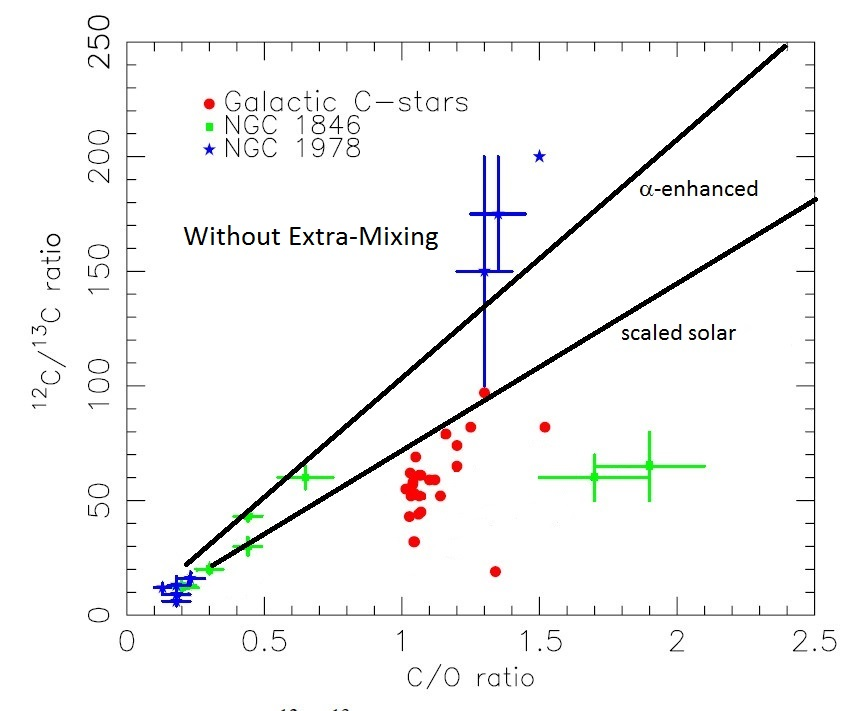 250
200
150
100
50
0
¹²C/¹³C ratio
Galactic C-stars
NGC 1846
NGC 1978
Without Extra-Mixing
α-enhanced
scaled solar
0 0.5 1 1.5 2 2.5
C/O ratio